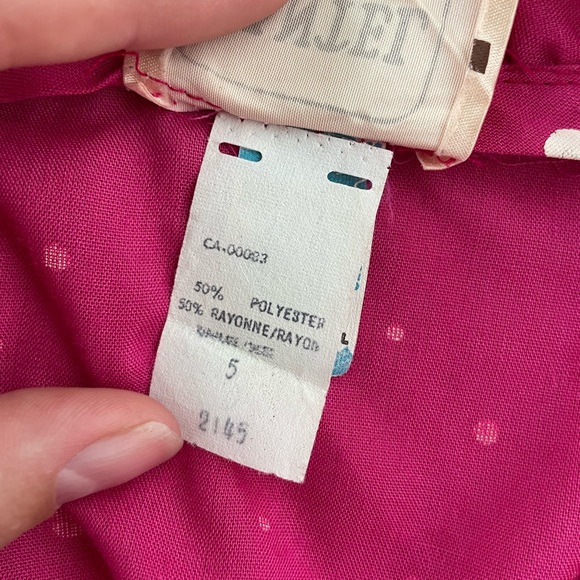 CA-00083
50% POLYESTER
50% RAYONNE/RAYON
5
2145